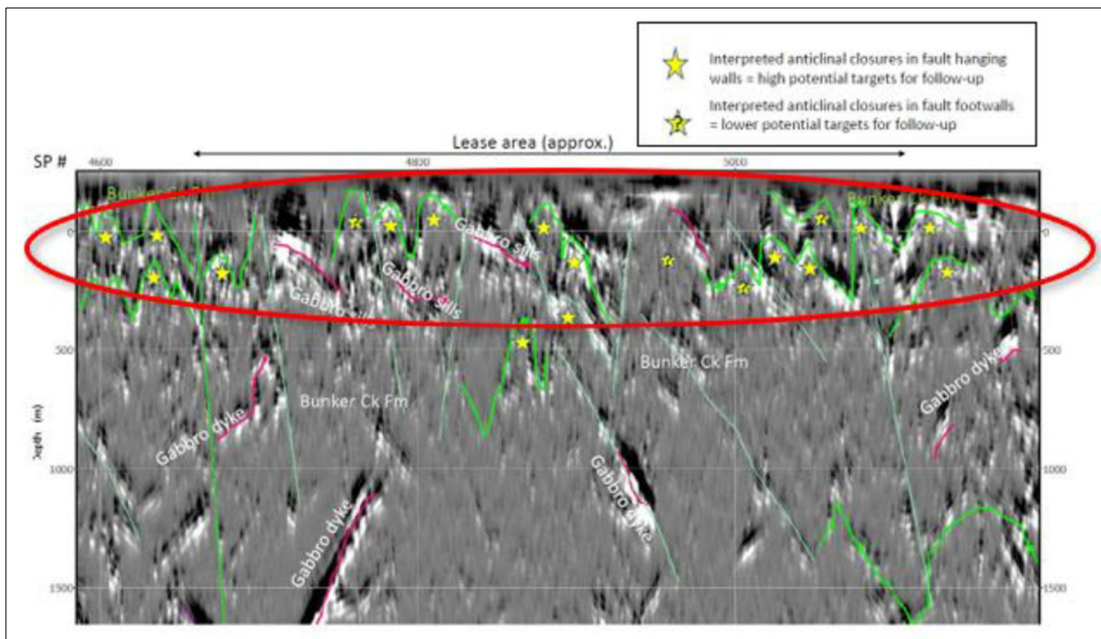 Interpreted anticlinal closures in fault hanging
walls = high potential targets for follow-up
Interpreted anticlinal closures in fault footwalls
= lower potential targets for follow-up
Lease area (approx.)
SP #
4600
4800
5000
Bunker Ck
Bunker
0
0
Gabbro sills
Gabbro sills
Gabbro sills
500
500
Bunker Ck Fm
Bunker Ck Fm
Gabbro dyke
Gabbro dyke
Depth (m)
1000
1000
Gabbro dyke
Gabbro dyke
1500
1500